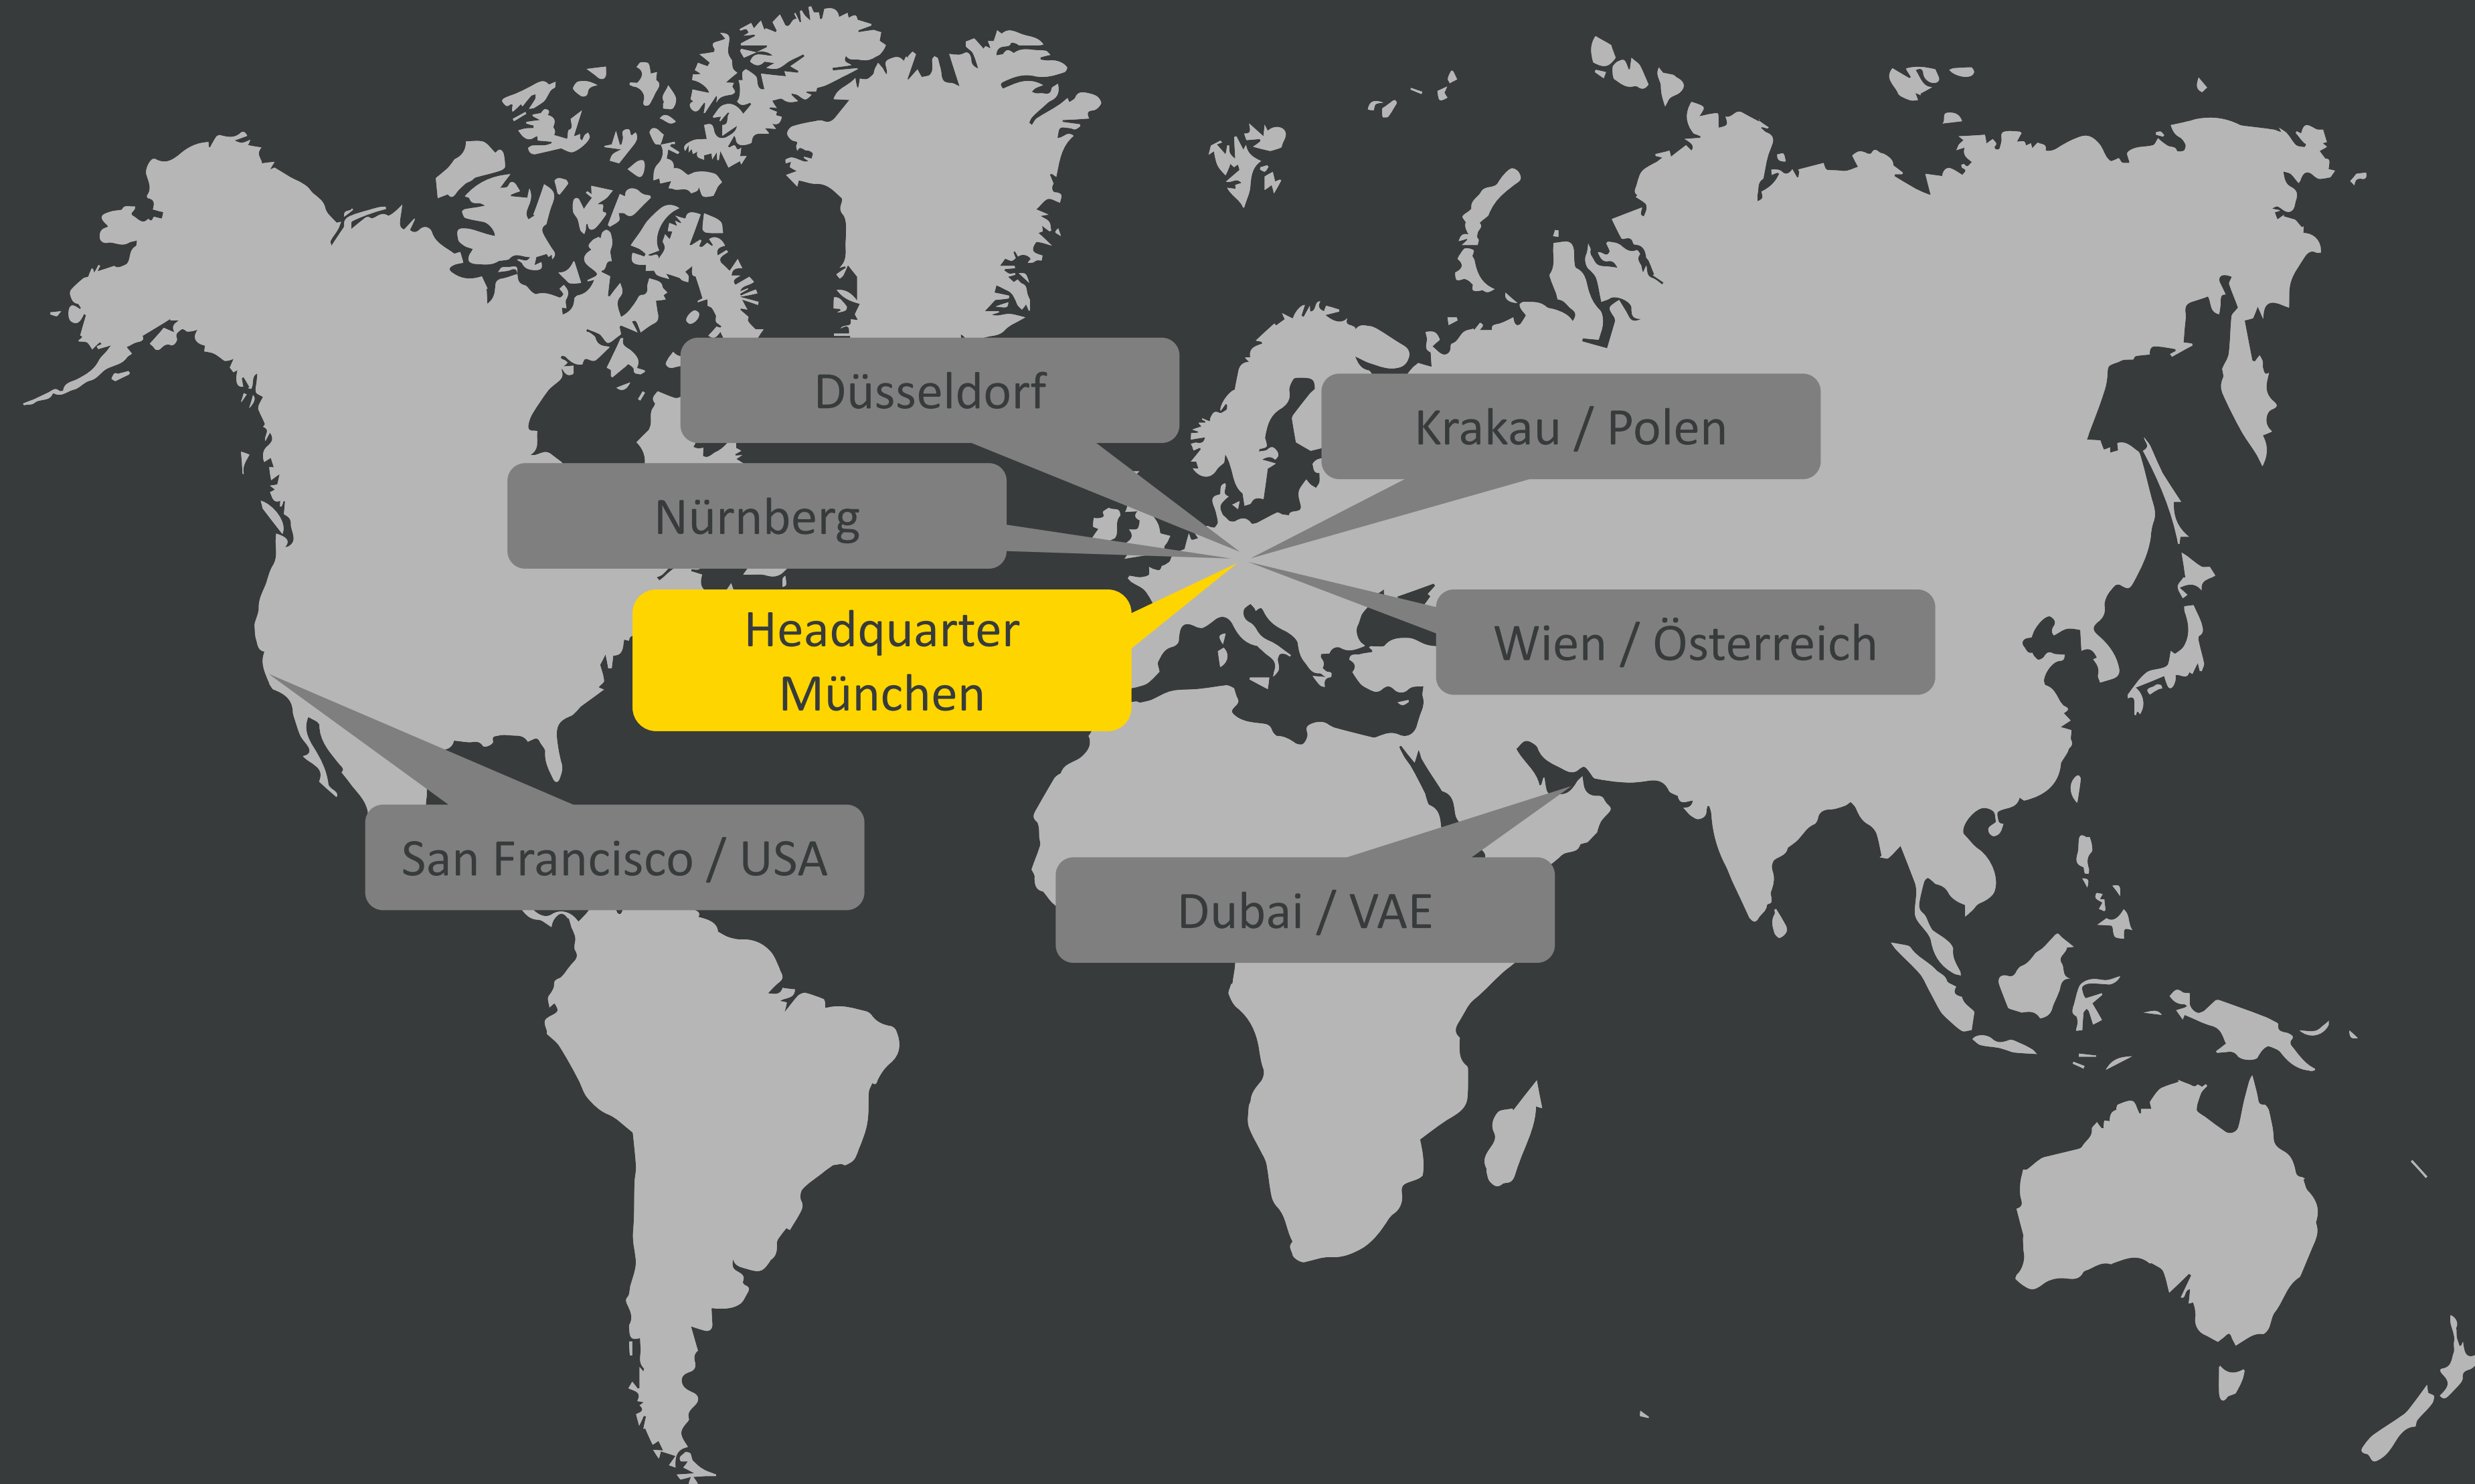 Düsseldorf
Krakau / Polen
Nürnberg
Headquarter
München
Wien / Österreich
San Francisco / USA
Dubai / VAE